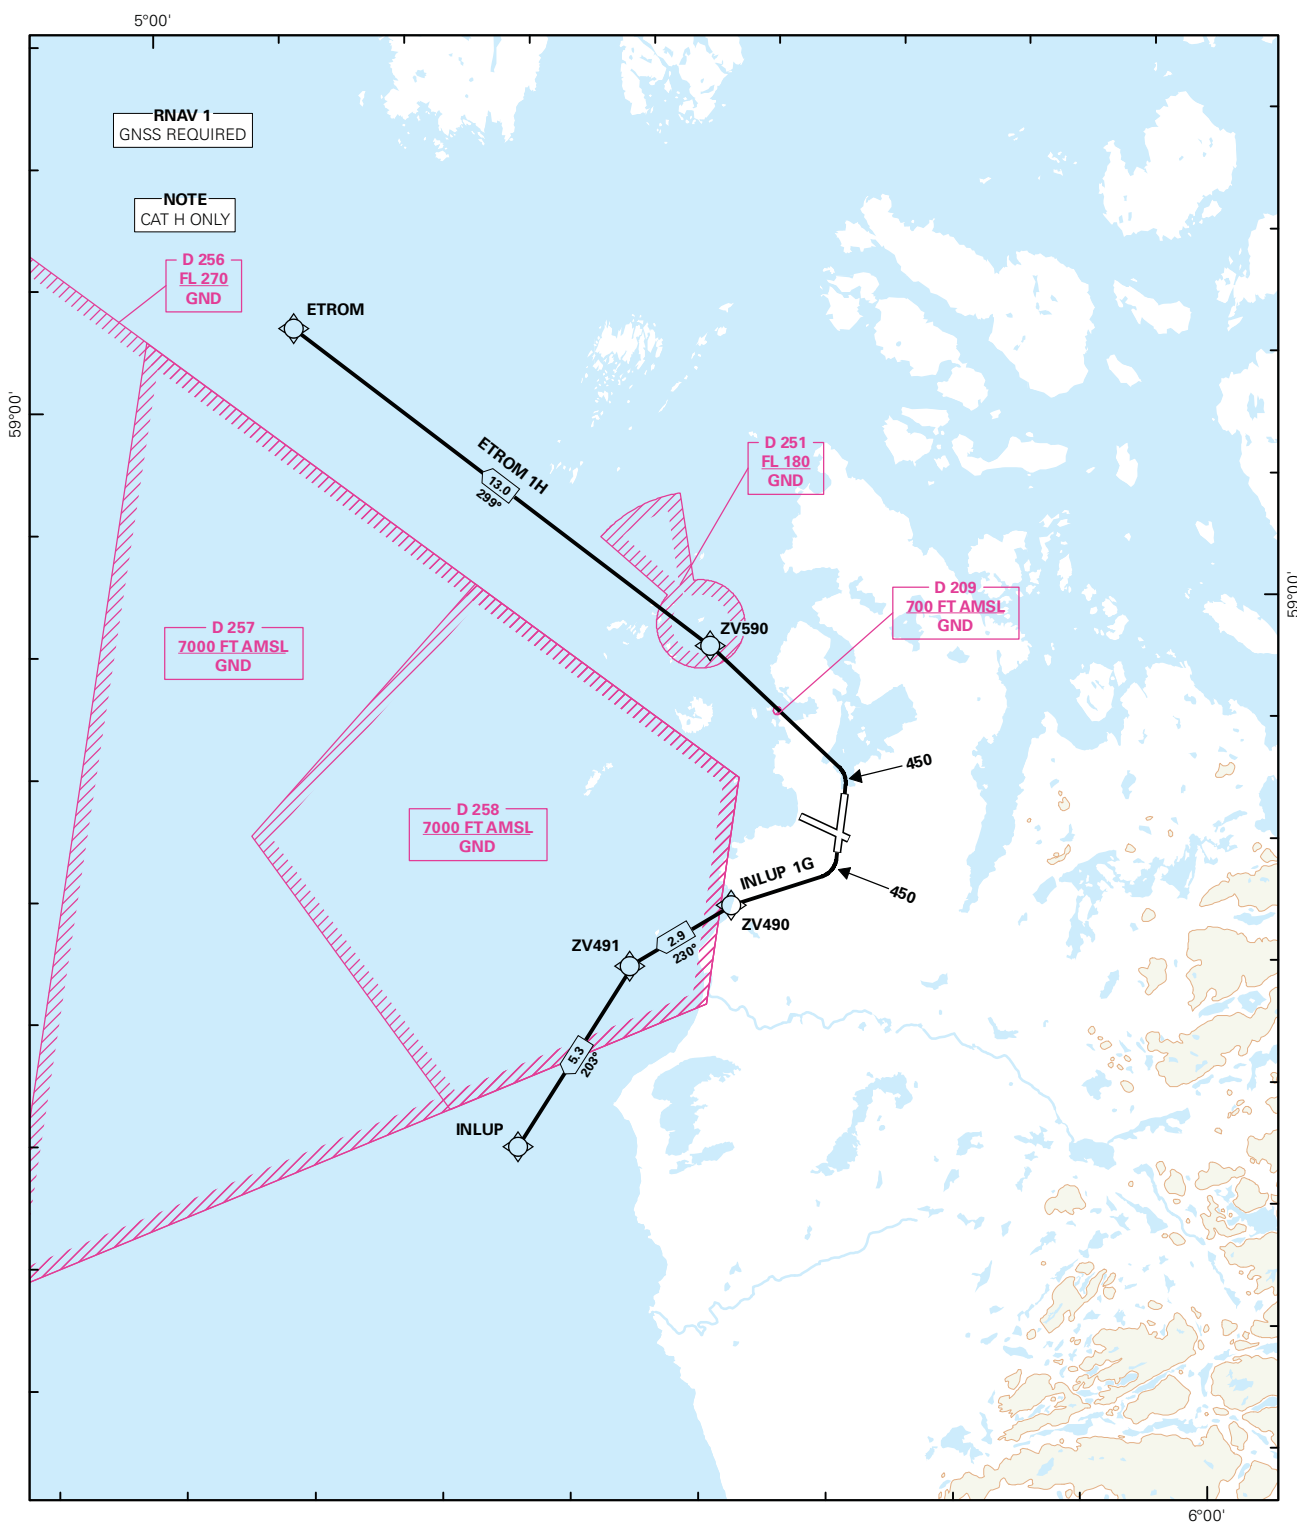 5°00'
RNAV 1
GNSS REQUIRED
NOTE
CAT H ONLY
D 256
FL 270
GND
ETROM
59°00'
ETROM 1H
13.0
299°
D 251
FL 180
GND
D 209
700 FT AMSL
GND
59°00'
ZV590
D 257
7000 FT AMSL
GND
450
D 258
7000 FT AMSL
GND
INLUP 1G
450
ZV490
ZV491
2.9
230°
5.3
203°
INLUP
6°00'